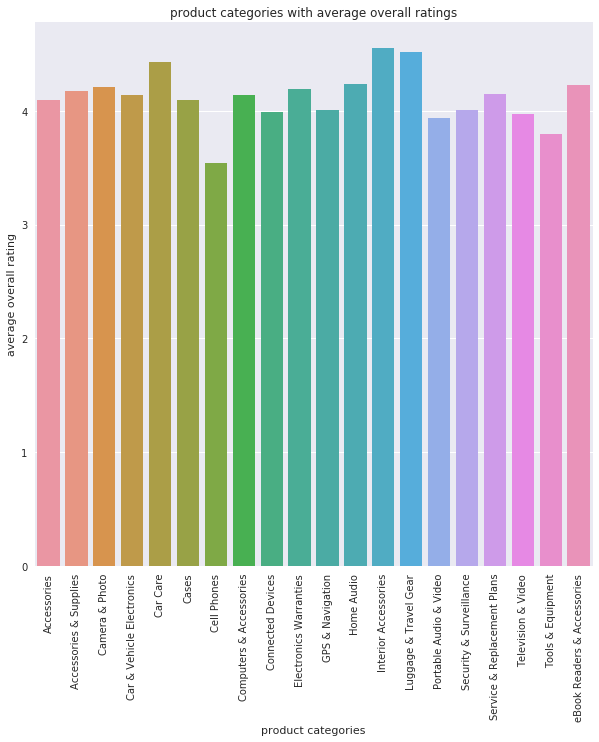 product categories with average overall ratings
average overall rating
4
3
2
1
0
Accessories
Accessories & Supplies
Camera & Photo
Car & Vehicle Electronics
Car Care
Cases
Cell Phones
Computers & Accessories
Connected Devices
Electronics Warranties
GPS & Navigation
Home Audio
Interior Accessories
Luggage & Travel Gear
Portable Audio & Video
Security & Surveillance
Service & Replacement Plans
Television & Video
Tools & Equipment
eBook Readers & Accessories
product categories